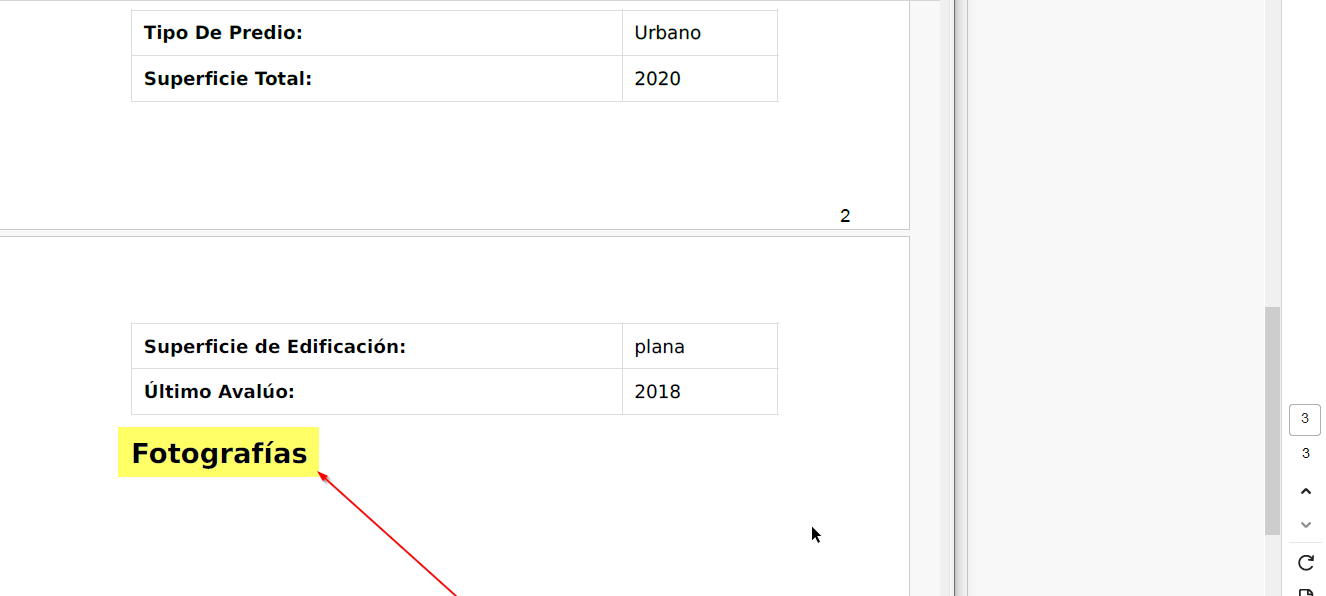 Tipo De Predio: Urbano
Superficie Total: 2020
2
Superficie de Edificación: plana
Último Avalúo: 2018
Fotografías
3
3